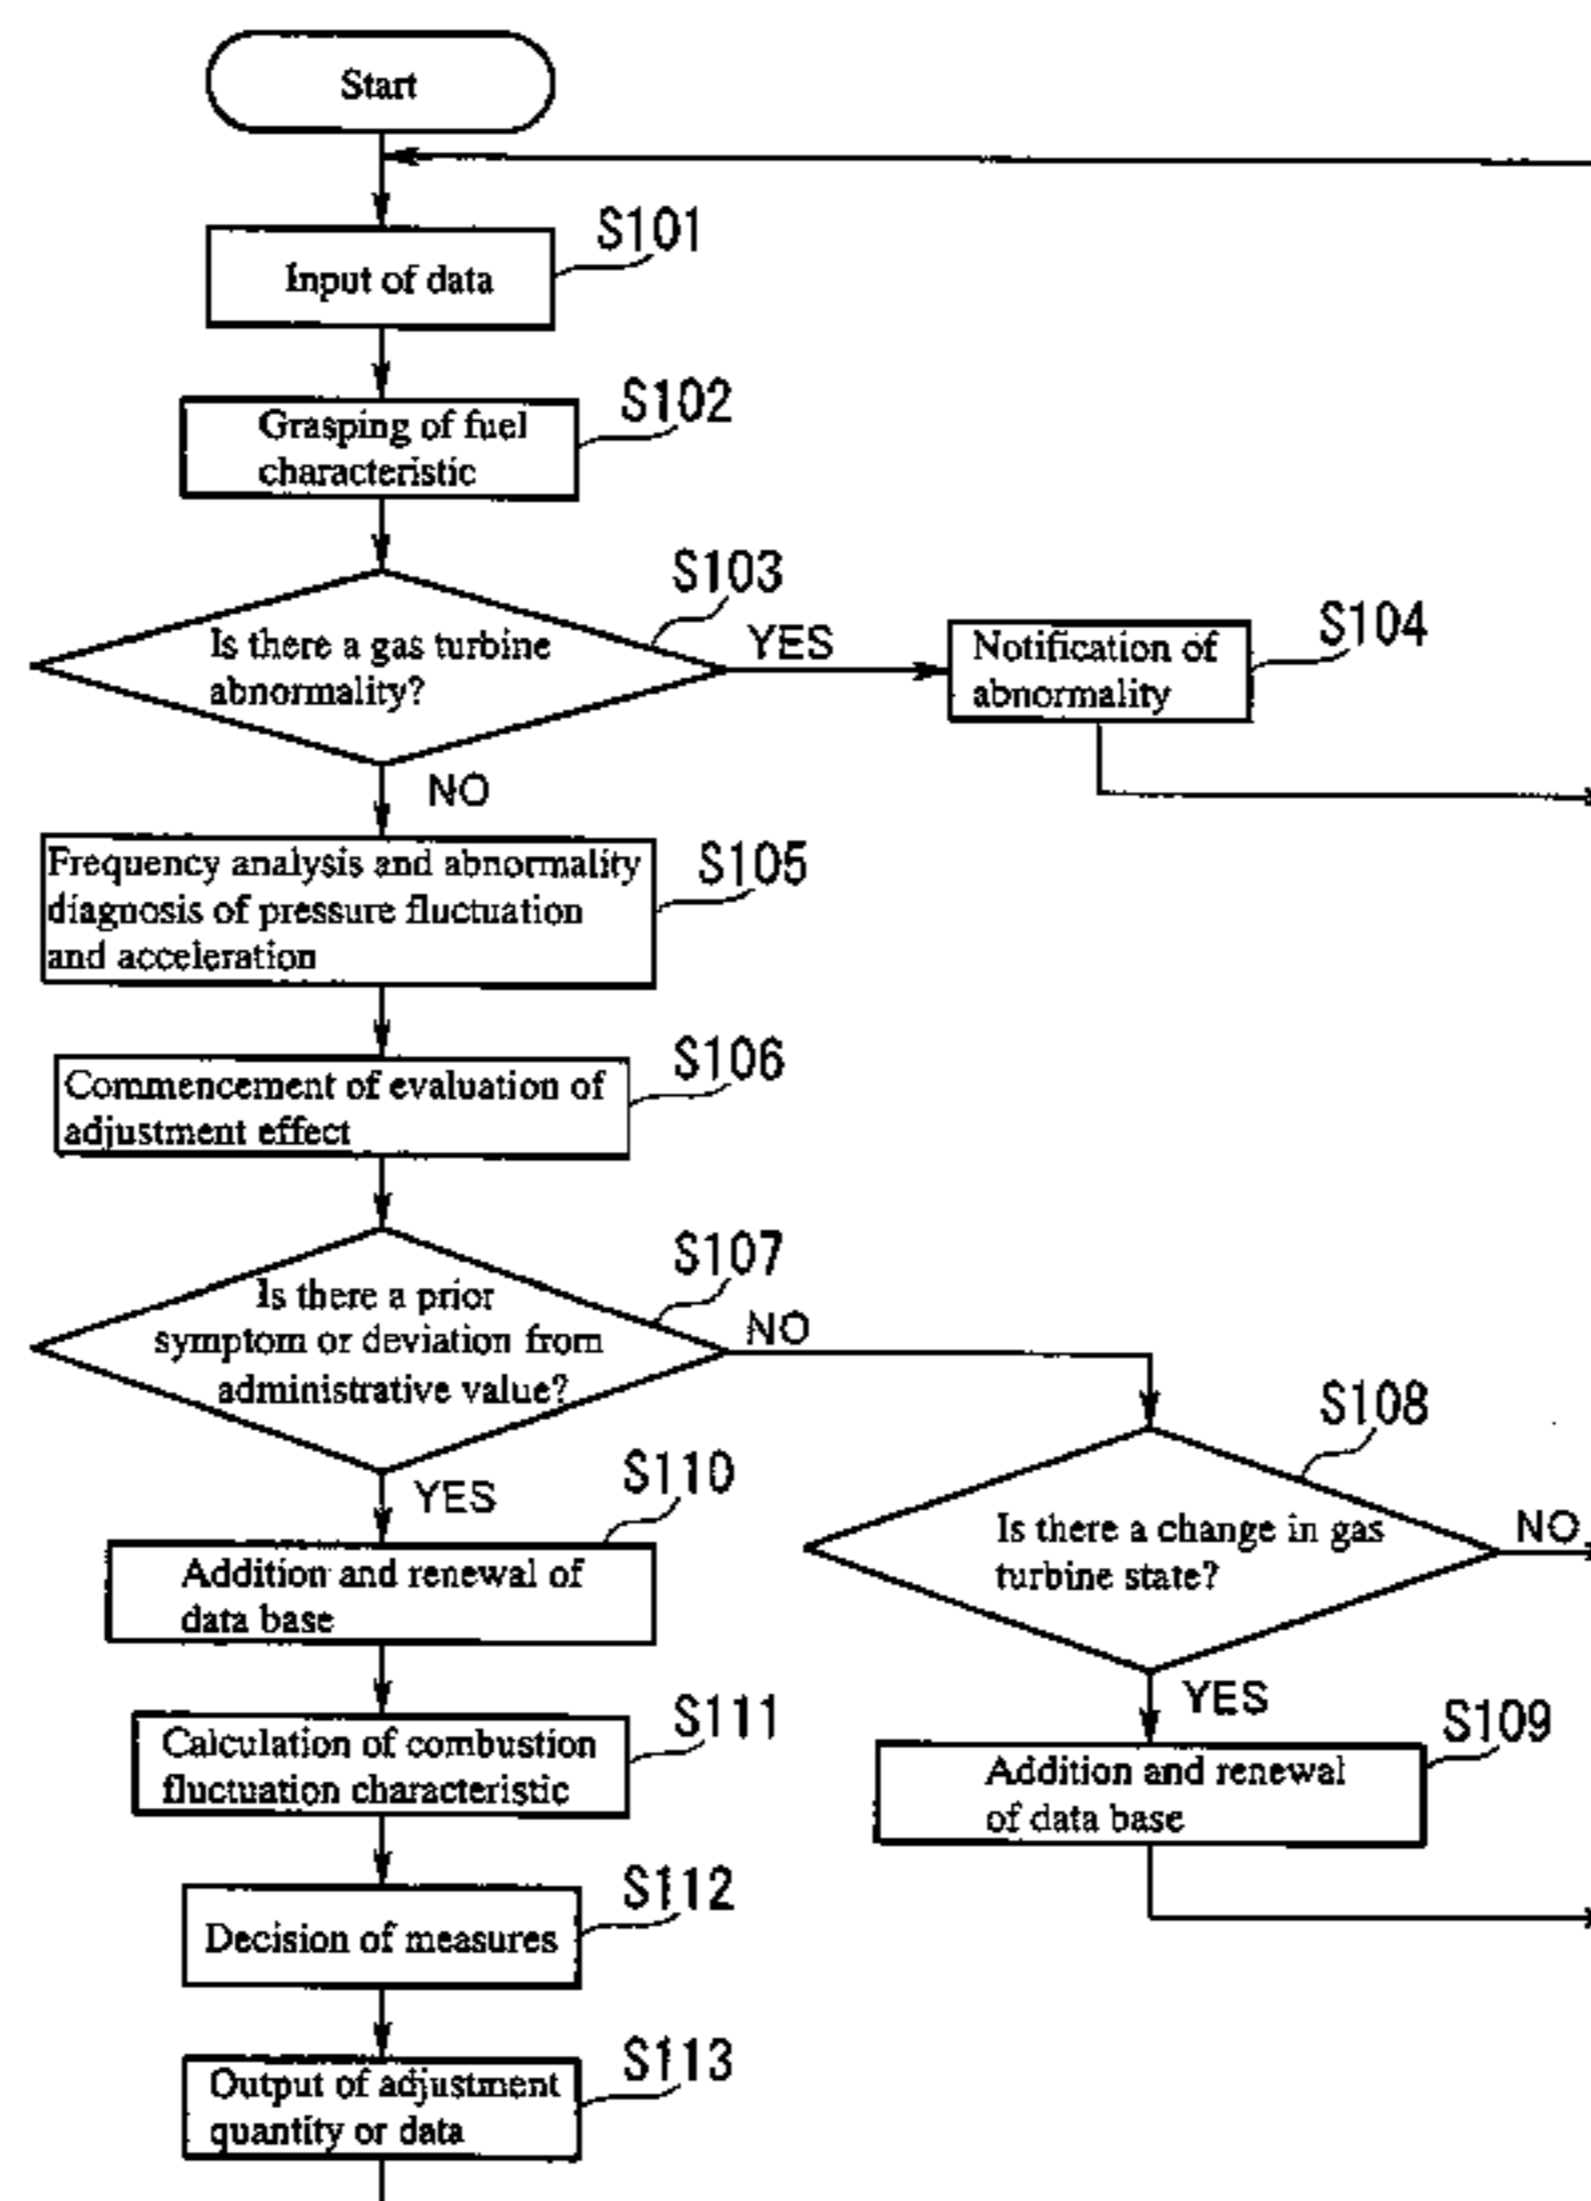 Start
S101
Input of data
S102
Grasping of fuel
characteristic
S103
Is there a gas turbine
abnormality?
YES
S104
Notification of
abnormality
NO
S105
Frequency analysis and abnormality
diagnosis of pressure fluctuation
and acceleration
S106
Commencement of evaluation of
adjustment effect
S107
Is there a prior
symptom or deviation from
administrative value?
NO
S108
Is there a change in gas
turbine state?
NO
YES
S109
Addition and renewal
of data base
YES
S110
Addition and renewal of
data base
S111
Calculation of combustion
fluctuation characteristic
S112
Decision of measures
S113
Output of adjustment
quantity or data